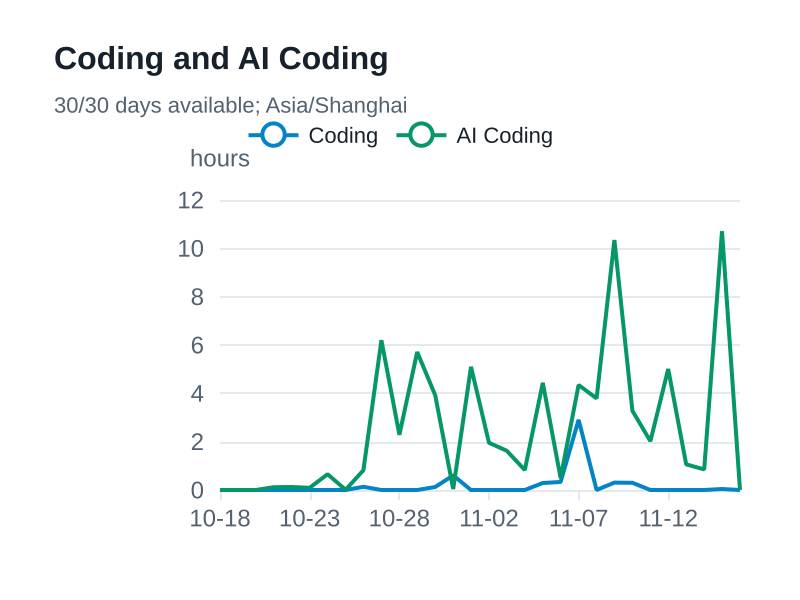 Coding and AI Coding
30/30 days available; Asia/Shanghai
Coding AI Coding
hours
12
10
8
6
4
2
0
10-18 10-23 10-28 11-02 11-07 11-12